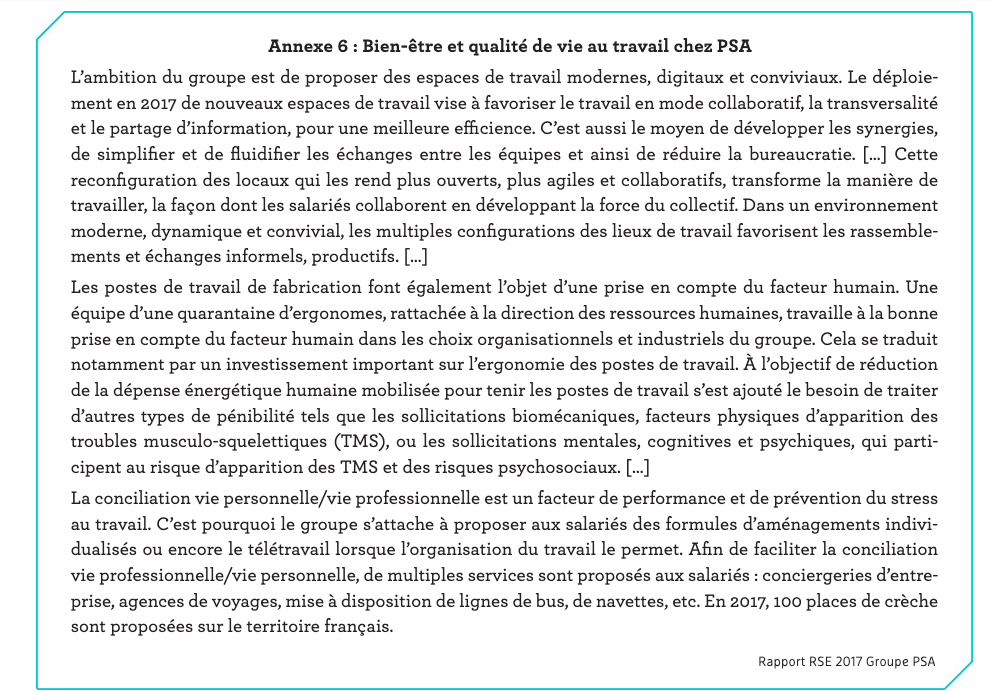 Annexe 6 : Bien-être et qualité de vie au travail chez PSA
L’ambition du groupe est de proposer des espaces de travail modernes, digitaux et conviviaux. Le déploie-
ment en 2017 de nouveaux espaces de travail vise à favoriser le travail en mode collaboratif, la transversalité
et le partage d’information, pour une meilleure efficience. C’est aussi le moyen de développer les synergies,
de simplifier et de fluidifier les échanges entre les équipes et ainsi de réduire la bureaucratie. [...] Cette
reconfiguration des locaux qui les rend plus ouverts, plus agiles et collaboratifs, transforme la manière de
travailler, la façon dont les salariés collaborent en développant la force du collectif. Dans un environnement
moderne, dynamique et convivial, les multiples configurations des lieux de travail favorisent les rassemble-
ments et échanges informels, productifs. [...]
Les postes de travail de fabrication font également l’objet d’une prise en compte du facteur humain. Une
équipe d’une quarantaine d’ergonomes, rattachée à la direction des ressources humaines, travaille à la bonne
prise en compte du facteur humain dans les choix organisationnels et industriels du groupe. Cela se traduit
notamment par un investissement important sur l’ergonomie des postes de travail. À l’objectif de réduction
de la dépense énergétique humaine mobilisée pour tenir les postes de travail s’est ajouté le besoin de traiter
d’autres types de pénibilité tels que les sollicitations biomécaniques, facteurs physiques d’apparition des
troubles musculo-squelettiques (TMS), ou les sollicitations mentales, cognitives et psychiques, qui parti-
cipent au risque d’apparition des TMS et des risques psychosociaux. [...]
La conciliation vie personnelle/vie professionnelle est un facteur de performance et de prévention du stress
au travail. C’est pourquoi le groupe s’attache à proposer aux salariés des formules d’aménagements indivi-
dualisés ou encore le télétravail lorsque l’organisation du travail le permet. Afin de faciliter la conciliation
vie professionnelle/vie personnelle, de multiples services sont proposés aux salariés : conciergeries d’entre-
prise, agences de voyages, mise à disposition de lignes de bus, de navettes, etc. En 2017, 100 places de crèche
sont proposées sur le territoire français.
Rapport RSE 2017 Groupe PSA